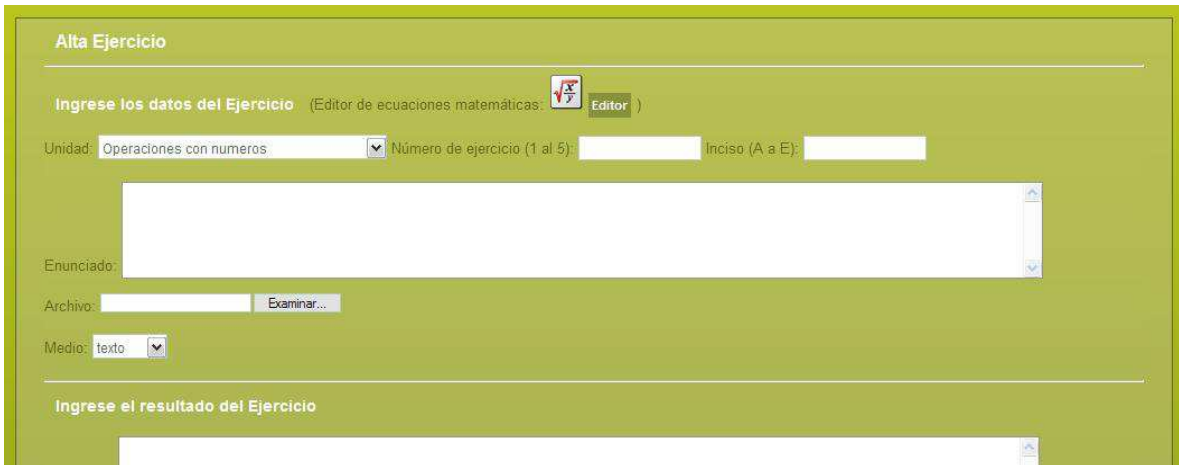 Alta Ejercicio
Ingrese los datos del Ejercicio (Editor de ecuaciones matemáticas: √x/y Editor )
Unidad: Operaciones con numeros Número de ejercicio (1 al 5): Inciso (A a E):
Enunciado:
Archivo: Examinar...
Medio: texto
Ingrese el resultado del Ejercicio